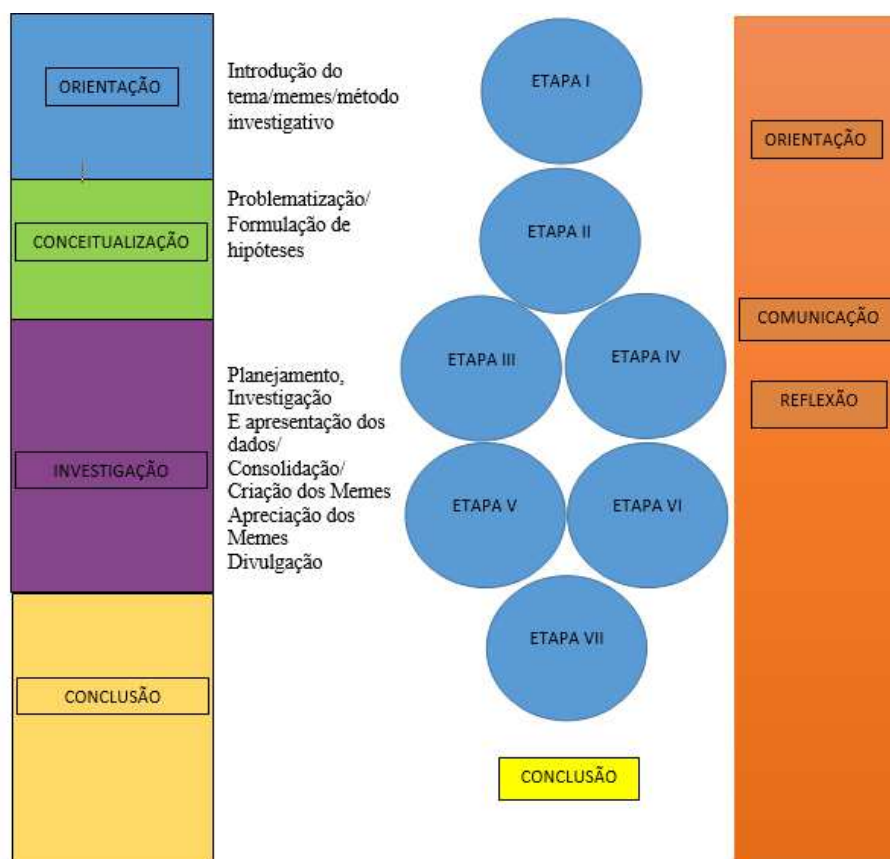 ORIENTAÇÃO
Introdução do
tema/memes/método
investigativo
CONCEITUALIZAÇÃO
Problematização/
Formulação de
hipóteses
INVESTIGAÇÃO
Planejamento,
Investigação
E apresentação dos
dados/
Consolidação/
Criação dos Memes
Apreciação dos
Memes
Divulgação
CONCLUSÃO
ETAPA I
ETAPA II
ETAPA III
ETAPA IV
ETAPA V
ETAPA VI
ETAPA VII
CONCLUSÃO
ORIENTAÇÃO
COMUNICAÇÃO
REFLEXÃO